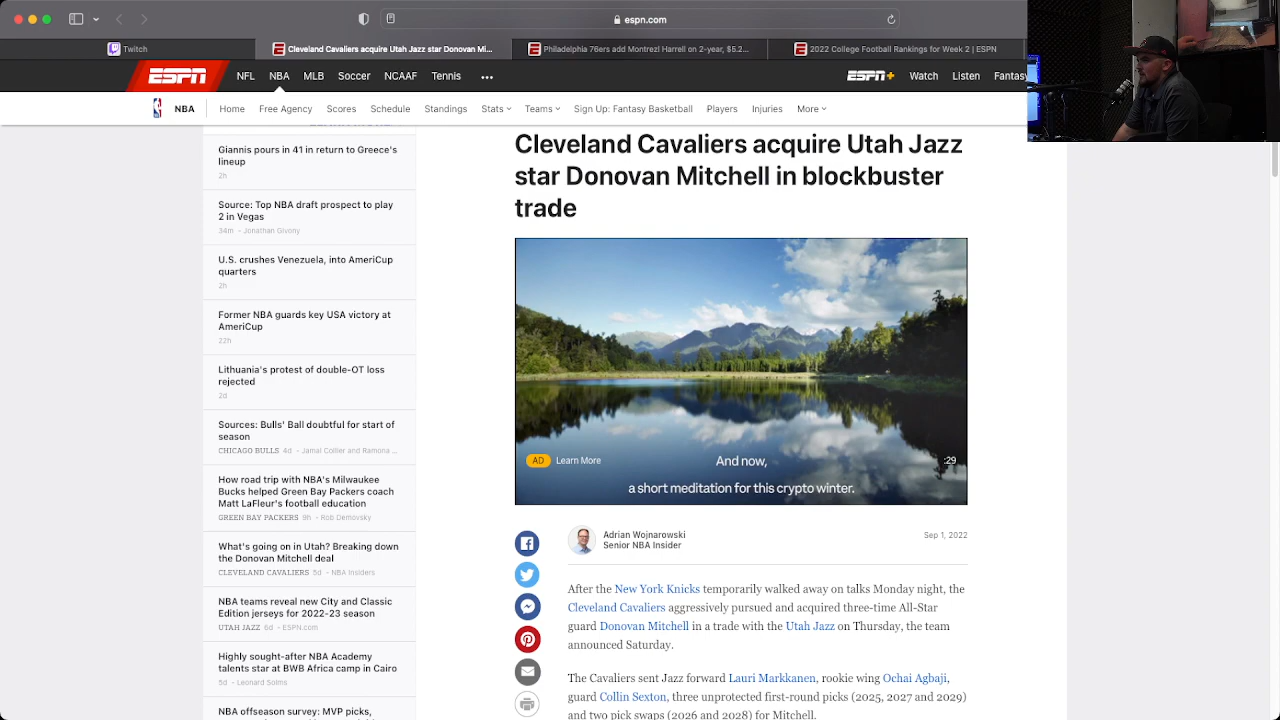 espn.com
Twitch
Cleveland Cavaliers acquire Utah Jazz star Donovan Mi...
Philadelphia 76ers add Montrezl Harrell on 2-year, $5.2...
2022 College Football Rankings for Week 2 | ESPN
ESPN
NFL
NBA
MLB
Soccer
NCAAF
Tennis
ESPN+
Watch
Listen
Fantasy
NBA
Home
Free Agency
Scores
Schedule
Standings
Stats
Teams
Sign Up: Fantasy Basketball
Players
Injuries
More
Giannis pours in 41 in return to Greece's
lineup
2h
Source: Top NBA draft prospect to play
2 in Vegas
34m - Jonathan Givony
U.S. crushes Venezuela, into AmeriCup
quarters
2h
Former NBA guards key USA victory at
AmeriCup
22h
Lithuania's protest of double-OT loss
rejected
2d
Sources: Bulls' Ball doubtful for start of
season
CHICAGO BULLS 4d - Jamal Collier and Ramona ...
How road trip with NBA's Milwaukee
Bucks helped Green Bay Packers coach
Matt LaFleur's football education
GREEN BAY PACKERS 9h - Rob Demovsky
What's going on in Utah? Breaking down
the Donovan Mitchell deal
CLEVELAND CAVALIERS 5d - NBA Insiders
NBA teams reveal new City and Classic
Edition jerseys for 2022-23 season
UTAH JAZZ 6d - ESPN.com
Highly sought-after NBA Academy
talents star at BWB Africa camp in Cairo
5d - Leonard Solms
NBA offseason survey: MVP picks,
Cleveland Cavaliers acquire Utah Jazz
star Donovan Mitchell in blockbuster
trade
AD Learn More
And now,
a short meditation for this crypto winter.
:29
Adrian Wojnarowski
Senior NBA Insider
Sep 1, 2022
After the New York Knicks temporarily walked away on talks Monday night, the
Cleveland Cavaliers aggressively pursued and acquired three-time All-Star
guard Donovan Mitchell in a trade with the Utah Jazz on Thursday, the team
announced Saturday.
The Cavaliers sent Jazz forward Lauri Markkanen, rookie wing Ochai Agbaji,
guard Collin Sexton, three unprotected first-round picks (2025, 2027 and 2029)
and two pick swaps (2026 and 2028) for Mitchell.